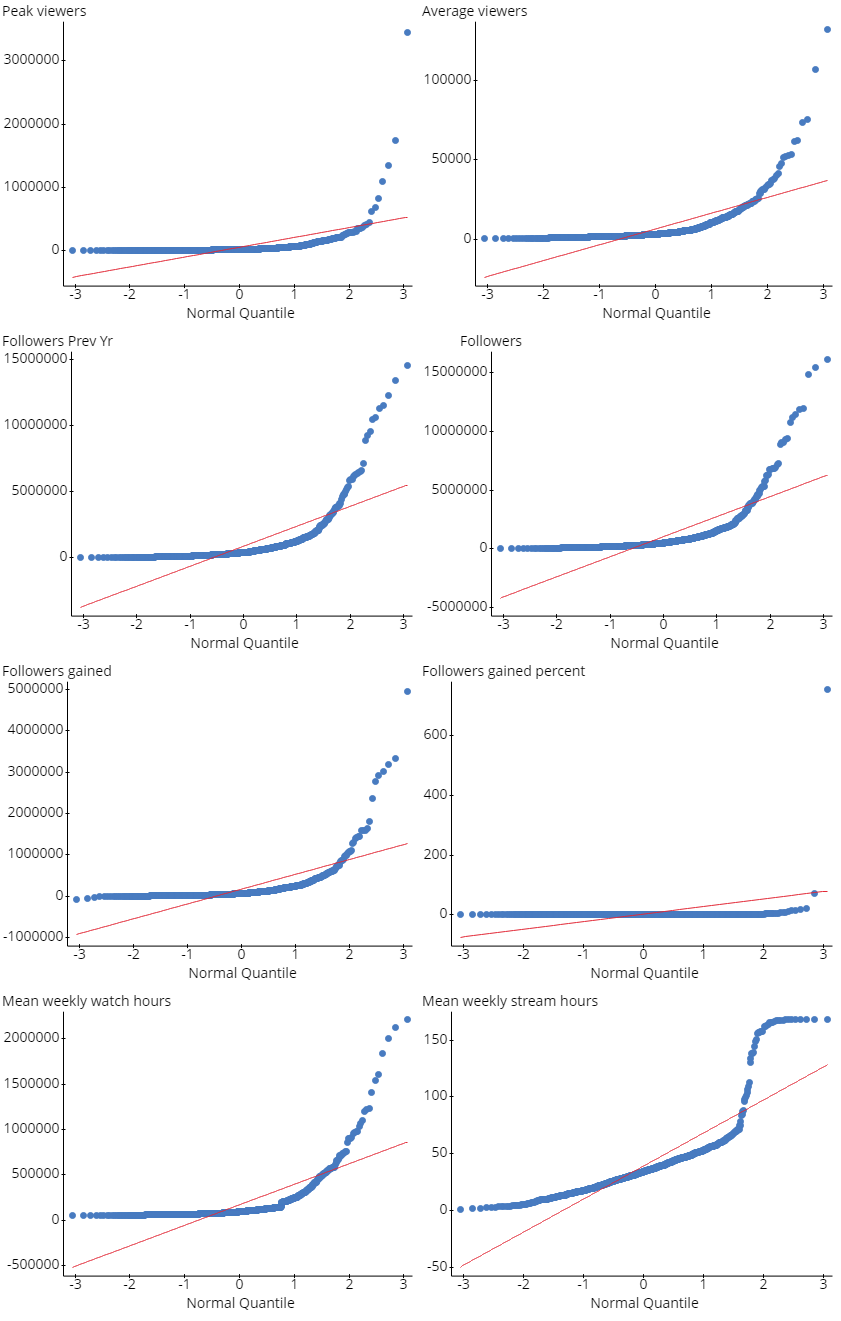 Peak viewers
3000000
2000000
1000000
0
-3 -2 -1 0 1 2 3
Normal Quantile
Average viewers
100000
50000
0
-3 -2 -1 0 1 2 3
Normal Quantile
Followers Prev Yr
15000000
10000000
5000000
0
-3 -2 -1 0 1 2 3
Normal Quantile
Followers
15000000
10000000
5000000
0
-5000000
-3 -2 -1 0 1 2 3
Normal Quantile
Followers gained
5000000
4000000
3000000
2000000
1000000
0
-1000000
-3 -2 -1 0 1 2 3
Normal Quantile
Followers gained percent
600
400
200
0
-3 -2 -1 0 1 2 3
Normal Quantile
Mean weekly watch hours
2000000
1500000
1000000
500000
0
-500000
-3 -2 -1 0 1 2 3
Normal Quantile
Mean weekly stream hours
150
100
50
0
-50
-3 -2 -1 0 1 2 3
Normal Quantile